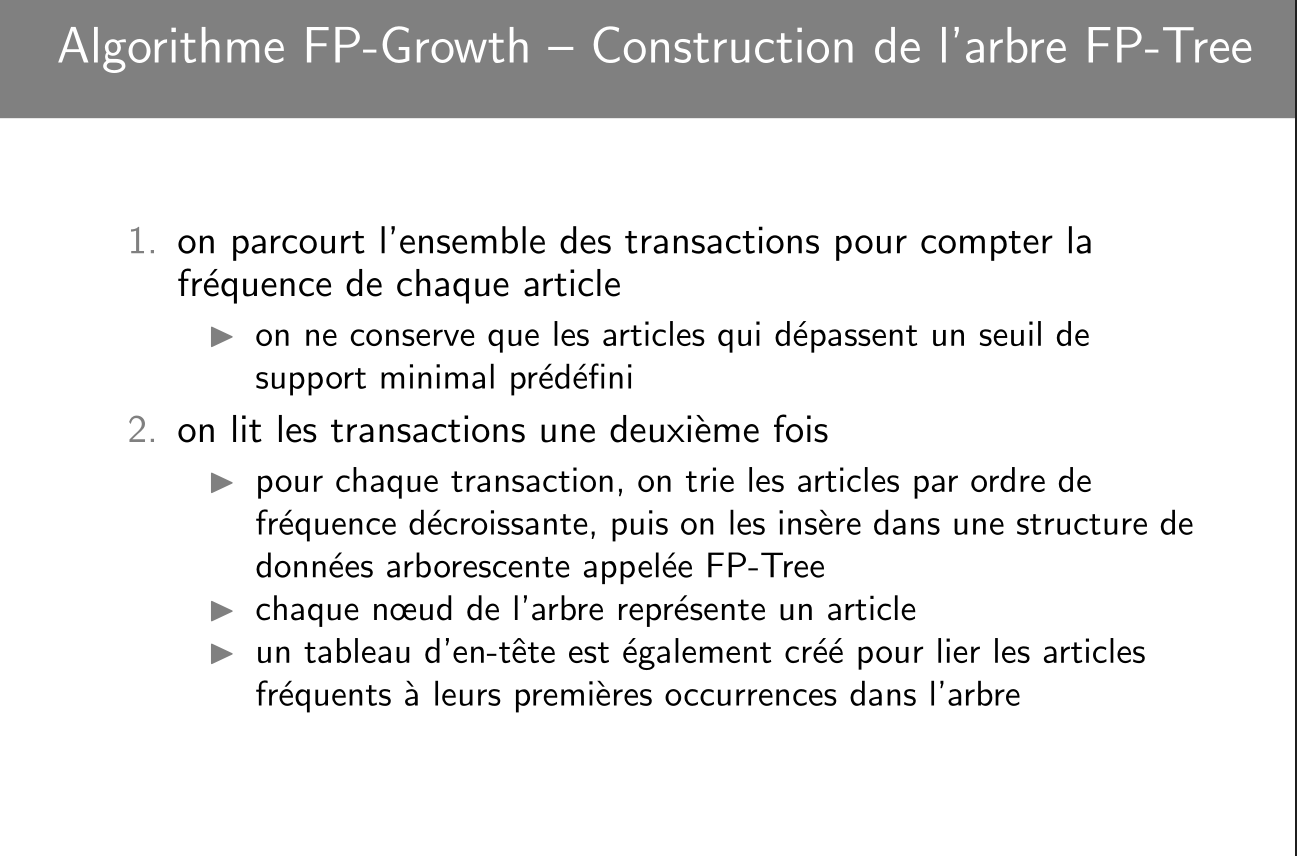 Algorithme FP-Growth – Construction de l'arbre FP-Tree
1. on parcourt l'ensemble des transactions pour compter la
fréquence de chaque article
▶ on ne conserve que les articles qui dépassent un seuil de
support minimal prédéfini
2. on lit les transactions une deuxième fois
▶ pour chaque transaction, on trie les articles par ordre de
fréquence décroissante, puis on les insère dans une structure de
données arborescente appelée FP-Tree
▶ chaque nœud de l'arbre représente un article
▶ un tableau d'en-tête est également créé pour lier les articles
fréquents à leurs premières occurrences dans l'arbre